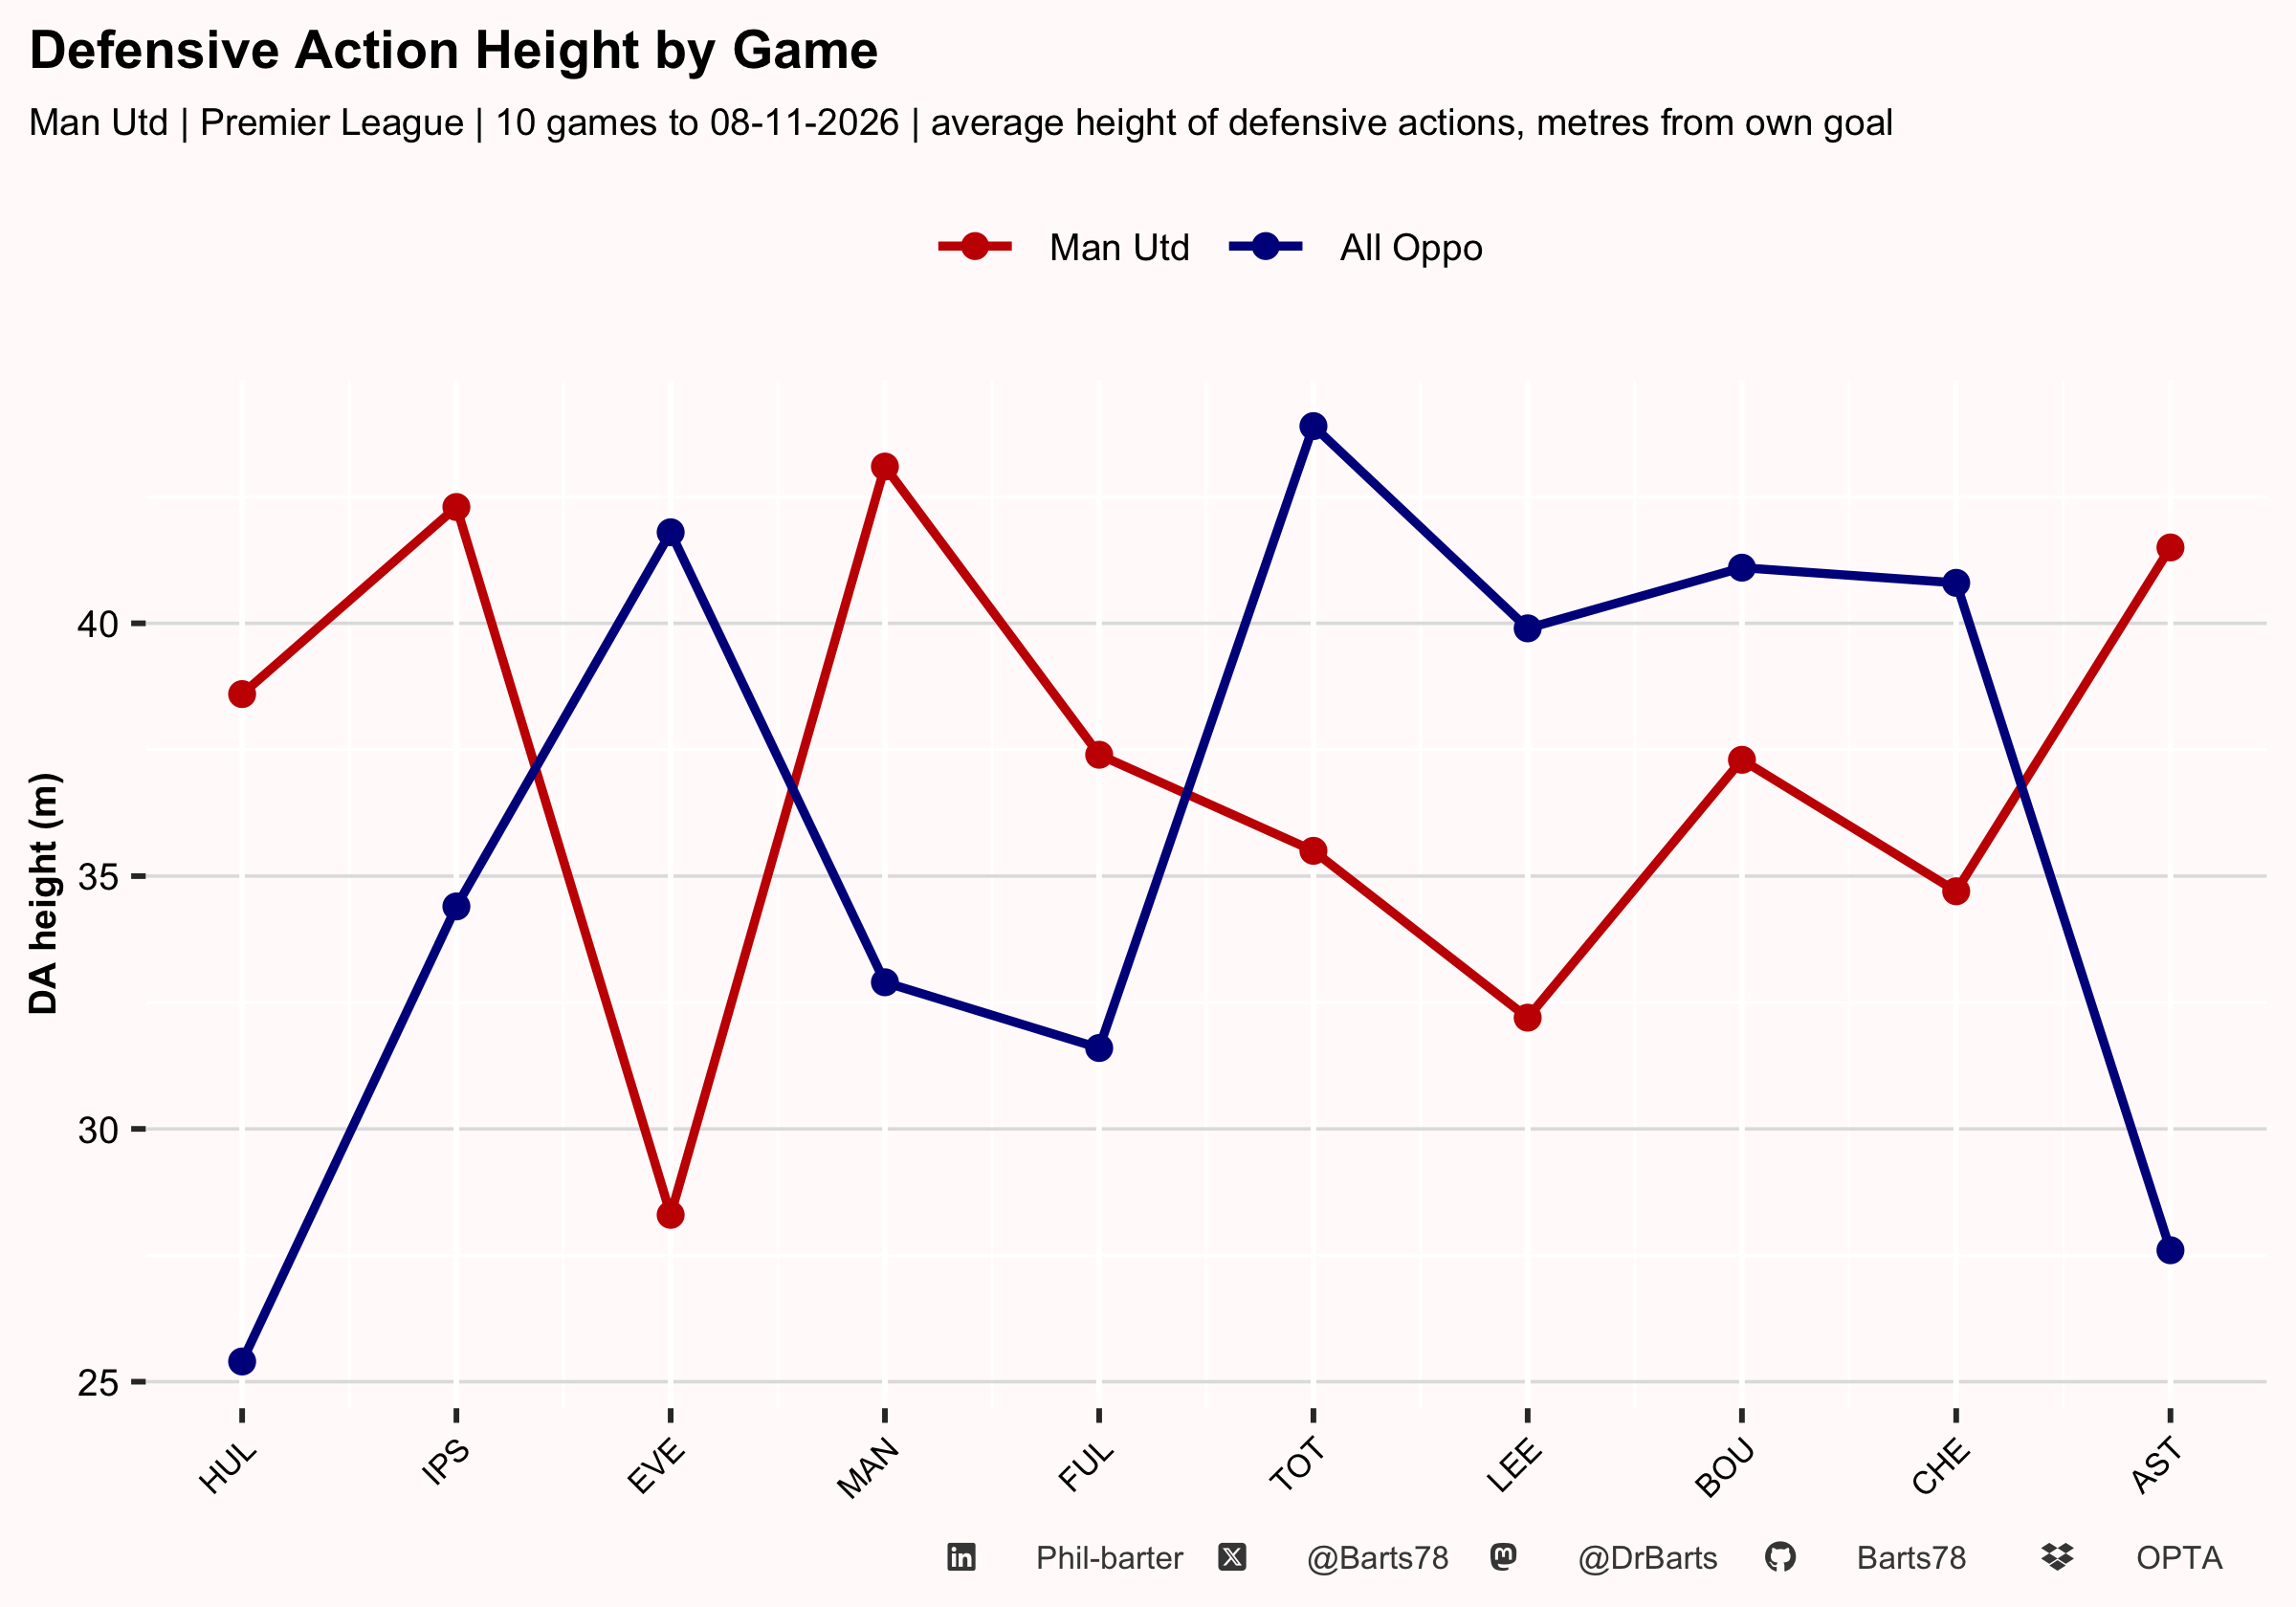 Defensive Action Height by Game
Man Utd | Premier League | 10 games to 08-11-2026 | average height of defensive actions, metres from own goal
Man Utd All Oppo
DA height (m)
40
35
30
25
HUL IPS EVE MAN FUL TOT LEE BOU CHE AST
Phil-barter @Barts78 @DrBarts Barts78 OPTA